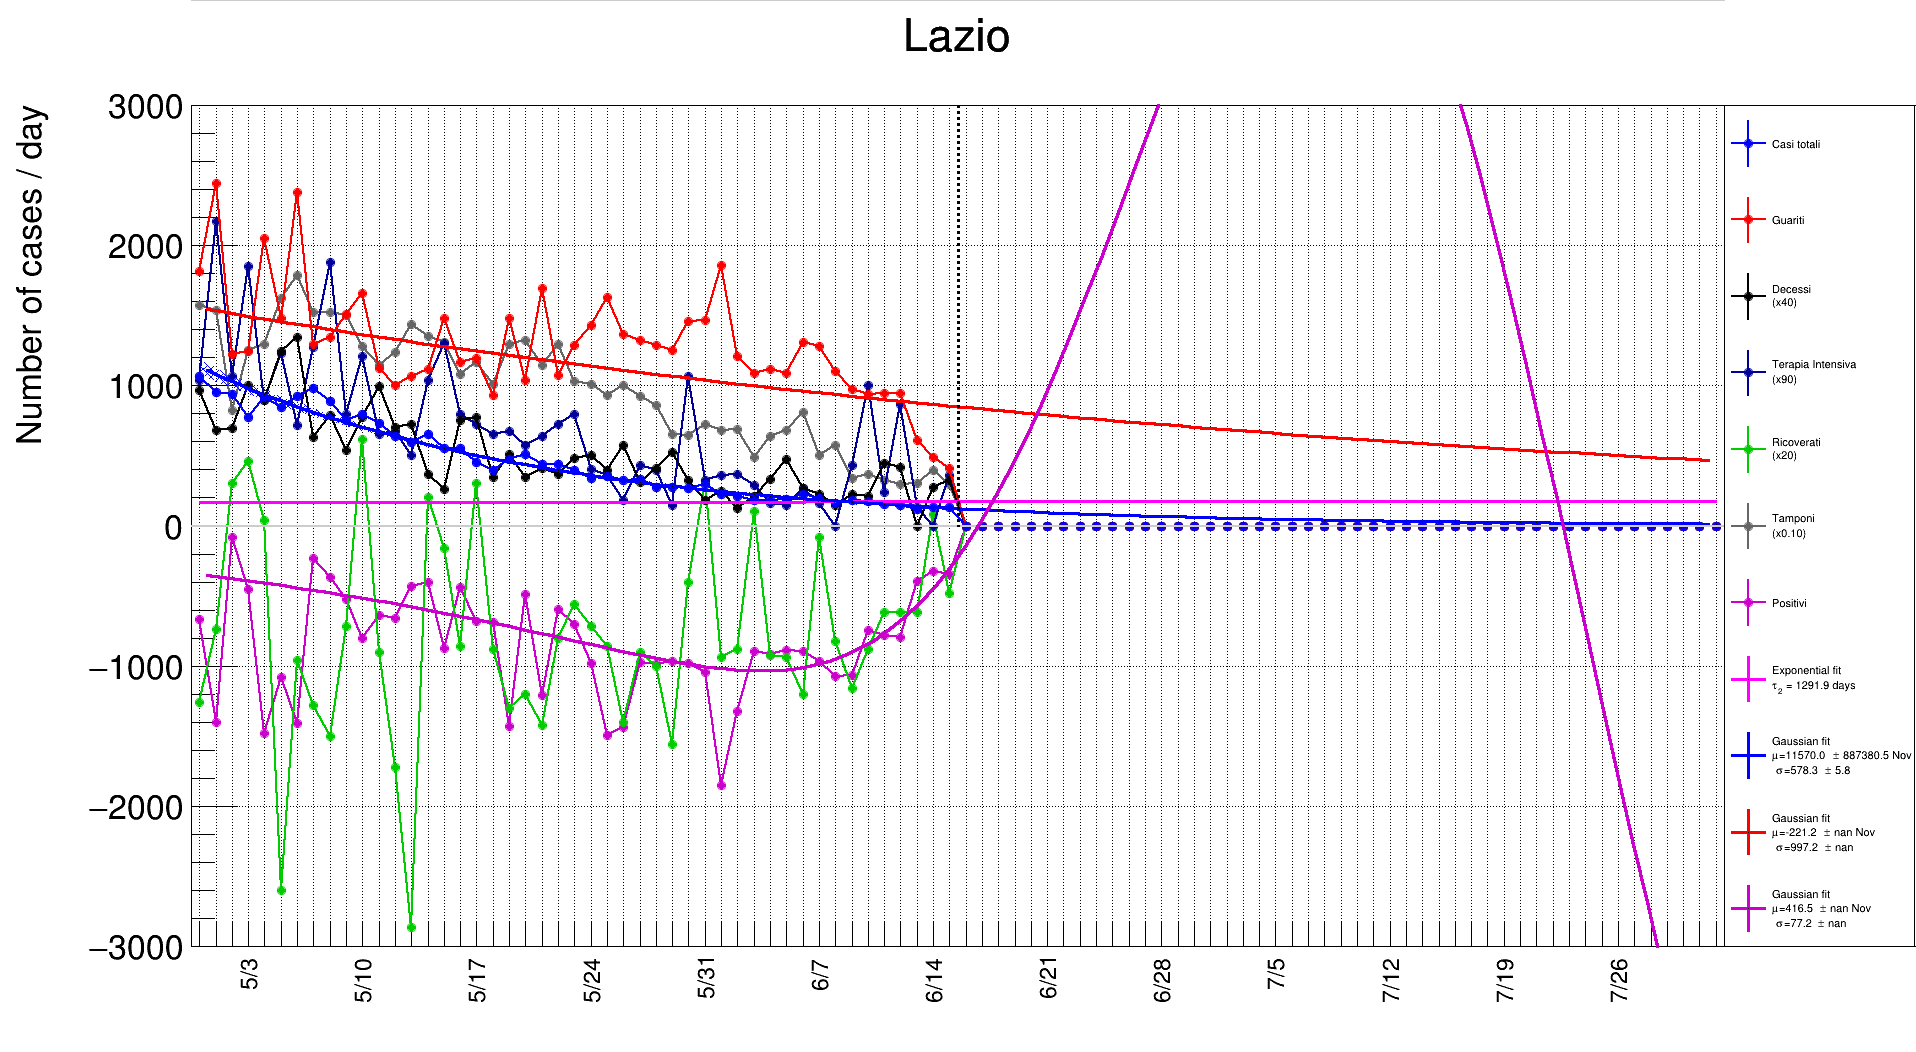 Lazio
Number of cases / day
3000
2000
1000
0
−1000
−2000
−3000
5/3
5/10
5/17
5/24
5/31
6/7
6/14
6/21
6/28
7/5
7/12
7/19
7/26
Casi totali
Guariti
Decessi
(x40)
Terapia Intensiva
(x90)
Ricoverati
(x20)
Tamponi
(x0.10)
Positivi
Exponential fit
τ2 = 1291.9 days
Gaussian fit
μ=11570.0 ± 887380.5 Nov
σ=578.3 ± 5.8
Gaussian fit
μ=-221.2 ± nan Nov
σ=997.2 ± nan
Gaussian fit
μ=416.5 ± nan Nov
σ=77.2 ± nan